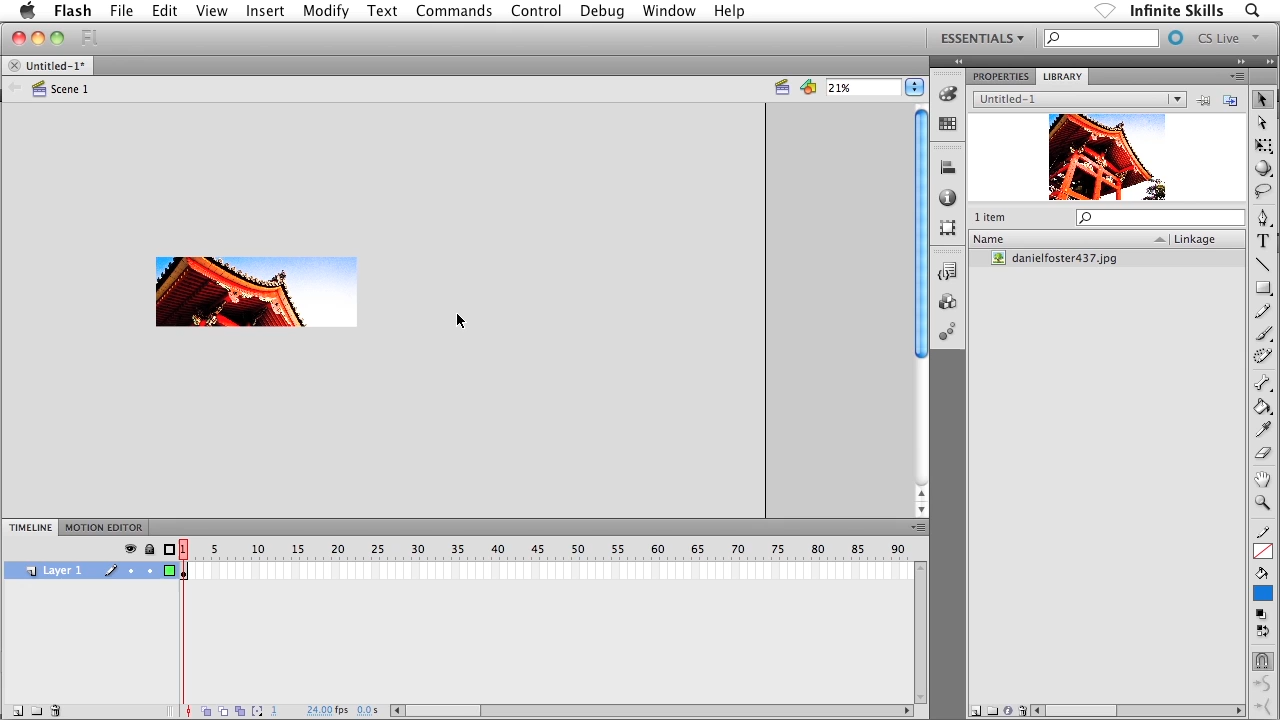 Flash File Edit View Insert Modify Text Commands Control Debug Window Help Infinite Skills
Fl ESSENTIALS CS Live
Untitled-1*
Scene 1 21%
PROPERTIES LIBRARY
Untitled-1
1 item
Name Linkage
danielfoster437.jpg
T
TIMELINE MOTION EDITOR
1 5 10 15 20 25 30 35 40 45 50 55 60 65 70 75 80 85 90
Layer 1
1 24.00 fps 0.0 s